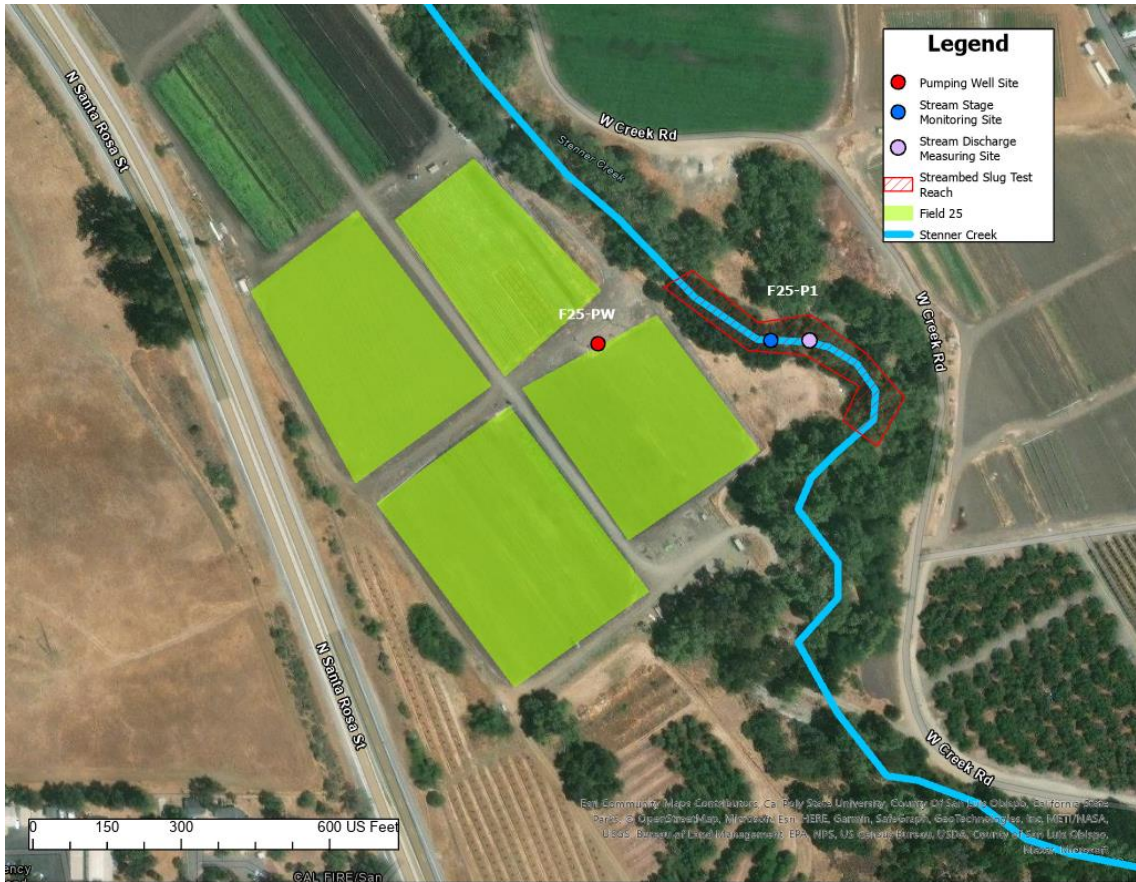 Legend
Pumping Well Site
Stream Stage
Monitoring Site
Stream Discharge
Measuring Site
Streambed Slug Test
Reach
Field 25
Stenner Creek
N Santa Rosa St
W Creek Rd
Stenner Creek
F25-P1
F25-PW
W Creek Rd
N Santa Rosa St
W Creek Rd
Esri Community Maps Contributors, Cal Poly State University, County Of San Luis Obispo, California State
Parks, © OpenStreetMap, Microsoft, Esri, HERE, Garmin, SafeGraph, GeoTechnologies, Inc, METI/NASA,
USGS, Bureau of Land Management, EPA, NPS, US Census Bureau, USDA, County of San Luis Obispo,
Maxar, Microsoft
0 150 300 600 US Feet
CAL FIRE/San